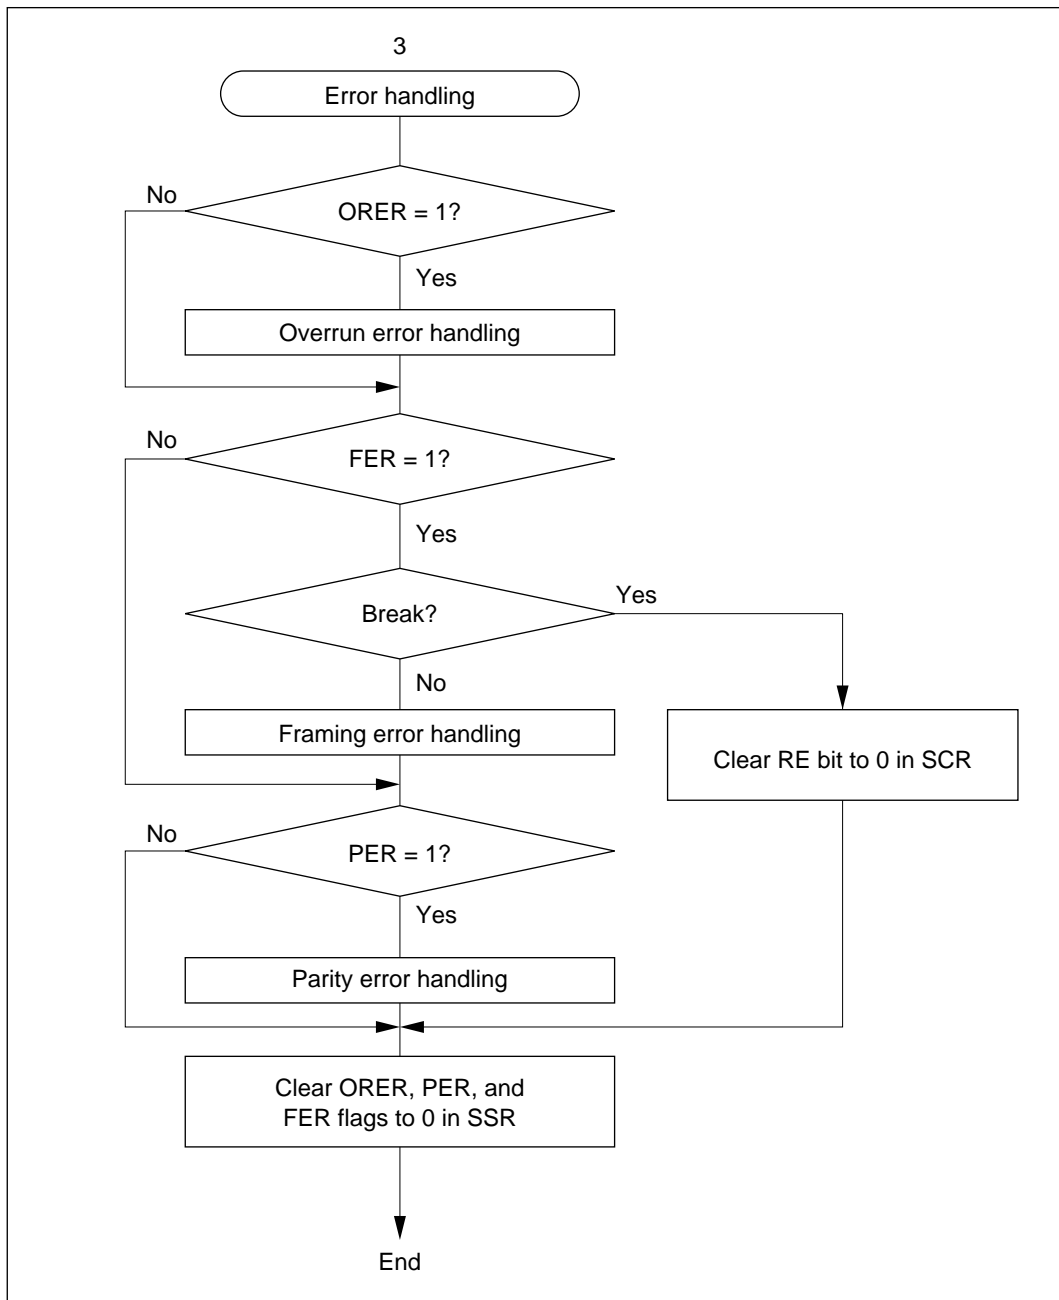 3
Error handling
No
ORER = 1?
Yes
Overrun error handling
No
FER = 1?
Yes
Break?
Yes
No
Framing error handling
Clear RE bit to 0 in SCR
No
PER = 1?
Yes
Parity error handling
Clear ORER, PER, and
FER flags to 0 in SSR
End